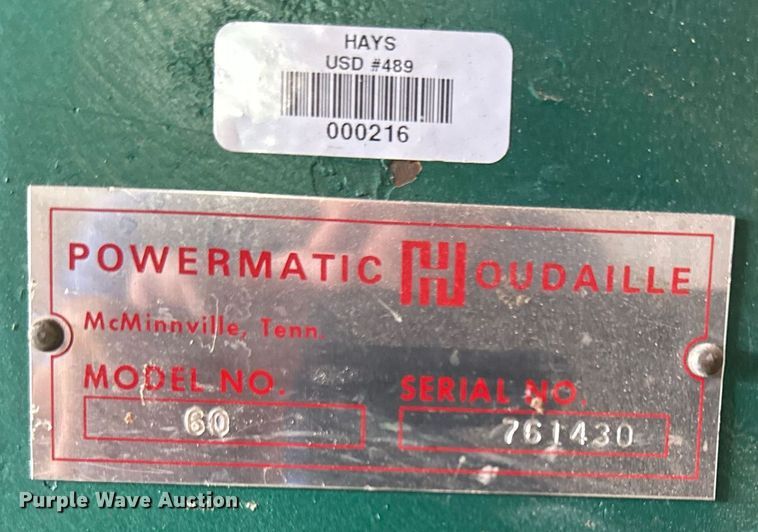 HAYS
USD #489
000216
POWERMATIC HOUDAILLE
McMinnville, Tenn.
MODEL NO. SERIAL NO.
60 761430
Purple Wave Auction